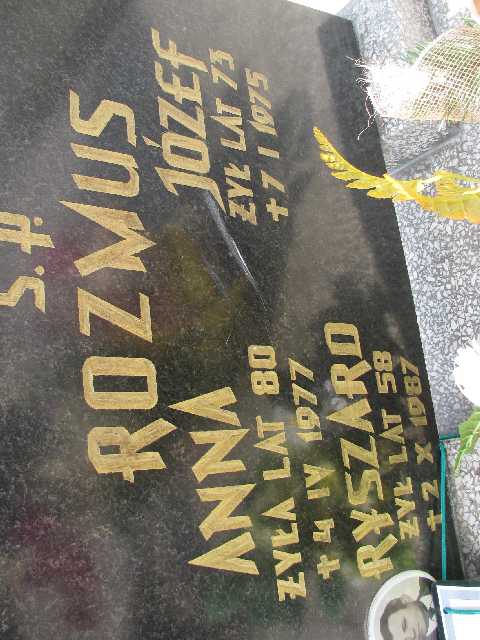 Ś. †P.
ROZMUS
ANNA
ŻYŁA LAT 80
† 4 IV 1977
RYSZARD
ŻYŁ LAT 58
† 2 X 1987
JÓZEF
ŻYŁ LAT 73
† 7 I 1975